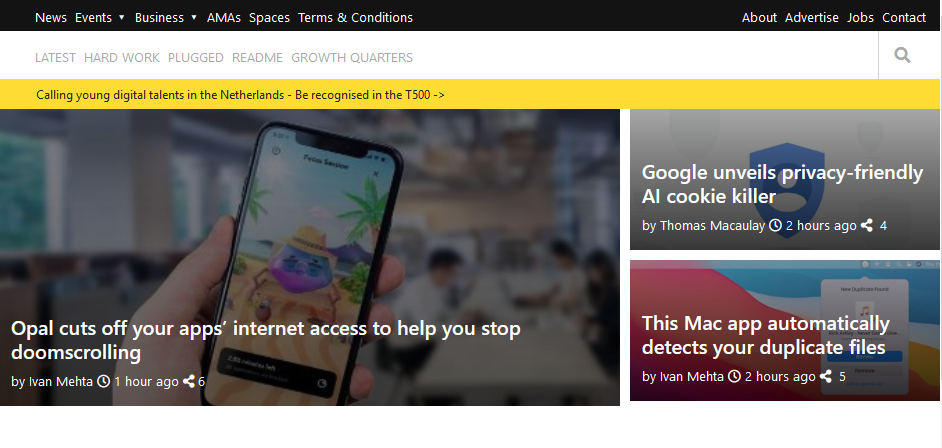 News Events Business AMAs Spaces Terms & Conditions About Advertise Jobs Contact
LATEST HARD WORK PLUGGED README GROWTH QUARTERS
Calling young digital talents in the Netherlands - Be recognised in the T500 ->
Focus Session
Opal cuts off your apps’ internet access to help you stop
doomscrolling
by Ivan Mehta 1 hour ago 6
Google unveils privacy-friendly
AI cookie killer
by Thomas Macaulay 2 hours ago 4
New Duplicate Found
This Mac app automatically
detects your duplicate files
by Ivan Mehta 2 hours ago 5